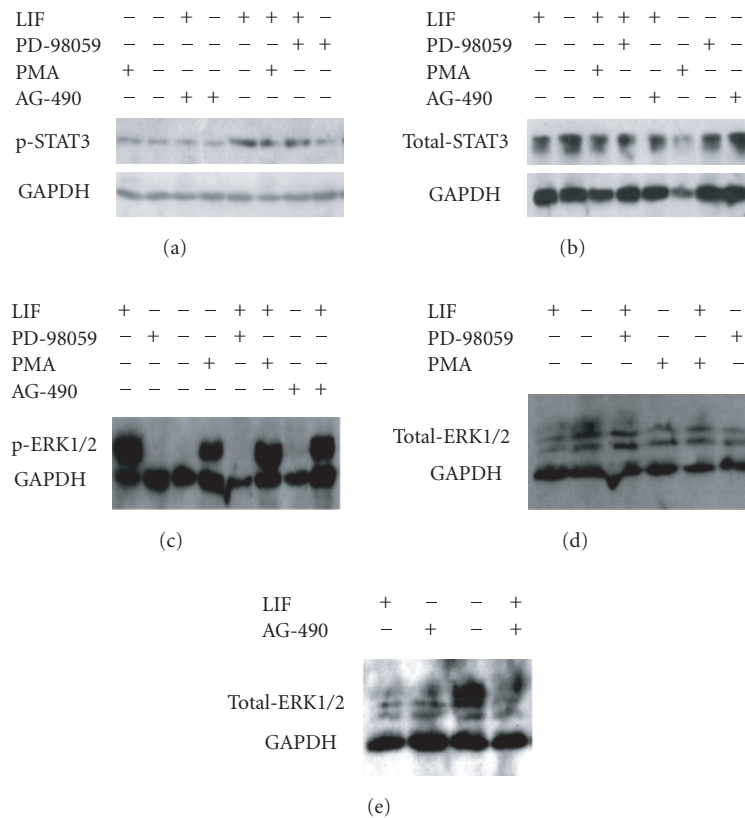 LIF − − + − + + + −
PD-98059 − − − − − − + +
PMA + − − − − + − −
AG-490 − − + + − − − −
p-STAT3
GAPDH
(a)
LIF + − + + + − − −
PD-98059 − − − + − − + −
PMA − − + − − + − −
AG-490 − − − − + − − +
Total-STAT3
GAPDH
(b)
LIF + − − − + + − +
PD-98059 − + − − + − − −
PMA − − − + − + − −
AG-490 − − − − − − + +
p-ERK1/2
GAPDH
(c)
LIF + − + − + −
PD-98059 − − + − − +
PMA − − − + + −
Total-ERK1/2
GAPDH
(d)
LIF + − − +
AG-490 − + − +
Total-ERK1/2
GAPDH
(e)